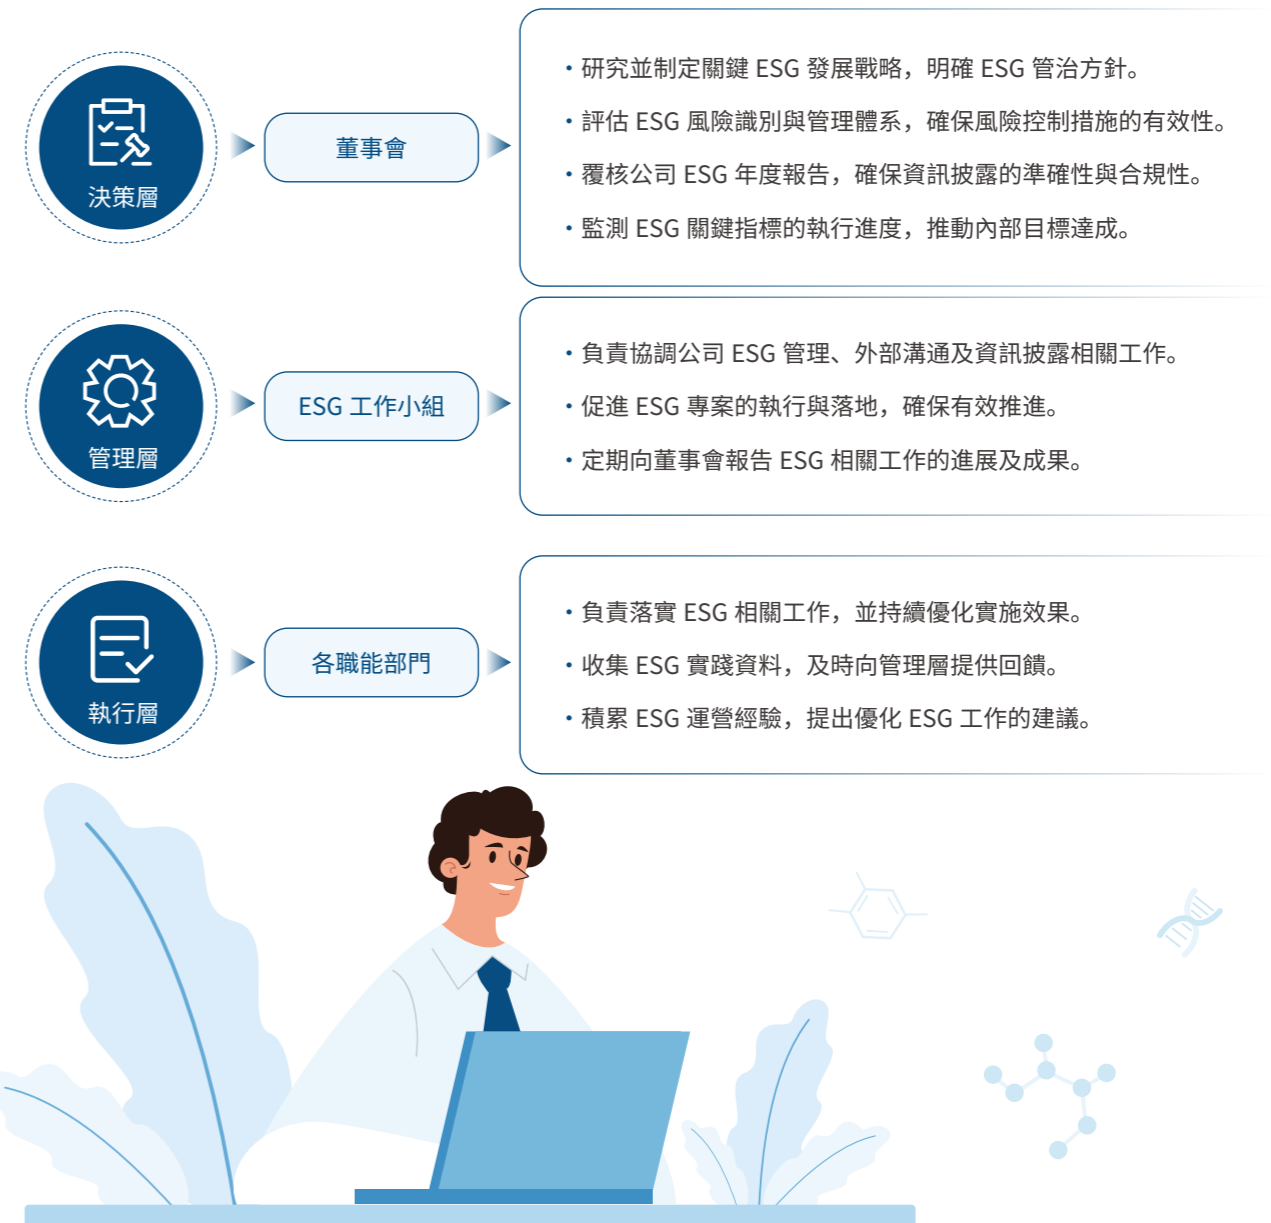 決策層
董事會
・研究並制定關鍵 ESG 發展戰略，明確 ESG 管治方針。
・評估 ESG 風險識別與管理體系，確保風險控制措施的有效性。
・覆核公司 ESG 年度報告，確保資訊披露的準確性與合規性。
・監測 ESG 關鍵指標的執行進度，推動內部目標達成。
管理層
ESG 工作小組
・負責協調公司 ESG 管理、外部溝通及資訊披露相關工作。
・促進 ESG 專案的執行與落地，確保有效推進。
・定期向董事會報告 ESG 相關工作的進展及成果。
執行層
各職能部門
・負責落實 ESG 相關工作，並持續優化實施效果。
・收集 ESG 實踐資料，及時向管理層提供回饋。
・積累 ESG 運營經驗，提出優化 ESG 工作的建議。